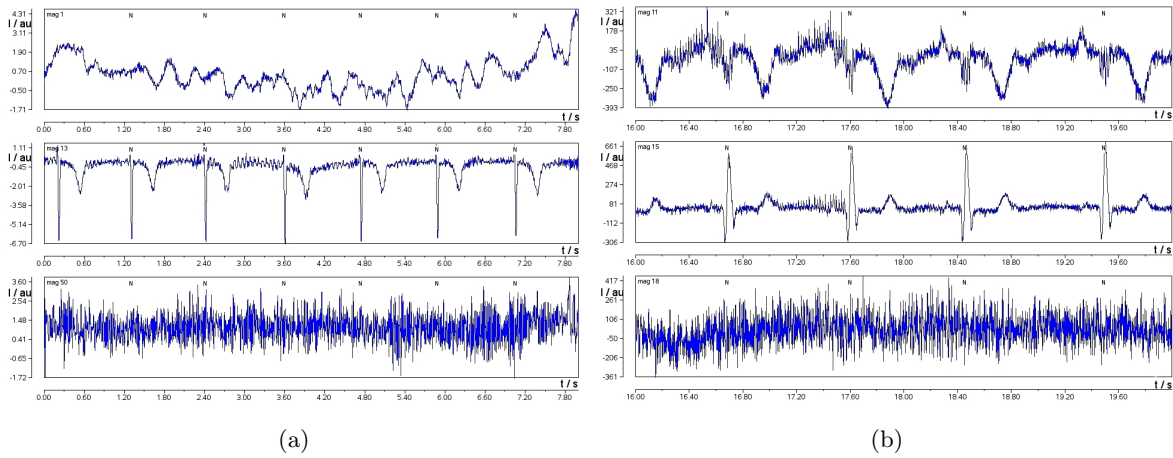 4.31
I / au
3.11
1.90
0.70
-0.50
-1.71
mag 1
N N N N N N
t / s
0.00 0.60 1.20 1.80 2.40 3.00 3.60 4.20 4.80 5.40 6.00 6.60 7.20 7.80
1.11
I / au
-0.45
-2.01
-3.58
-5.14
-6.70
mag 13
N N N N N N
t / s
0.00 0.60 1.20 1.80 2.40 3.00 3.60 4.20 4.80 5.40 6.00 6.60 7.20 7.80
3.60
I / au
2.54
1.48
0.41
-0.65
-1.72
mag 50
N N N N N N
t / s
0.00 0.60 1.20 1.80 2.40 3.00 3.60 4.20 4.80 5.40 6.00 6.60 7.20 7.80
(a)
321
I / au
178
35
-107
-250
-393
mag 11
N N N N
t / s
16.00 16.40 16.80 17.20 17.60 18.00 18.40 18.80 19.20 19.60
661
I / au
468
274
81
-112
-306
mag 15
N N N N
t / s
16.00 16.40 16.80 17.20 17.60 18.00 18.40 18.80 19.20 19.60
417
I / au
261
106
-50
-206
-361
mag 18
N N N N
t / s
16.00 16.40 16.80 17.20 17.60 18.00 18.40 18.80 19.20 19.60
(b)